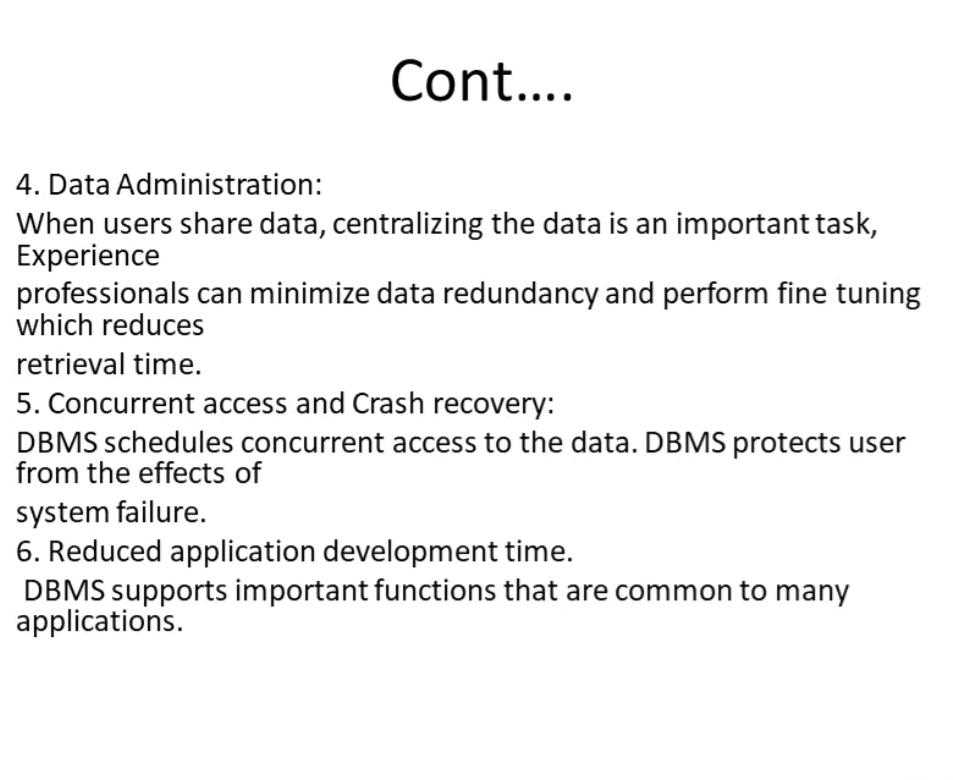 Cont....
4. Data Administration:
When users share data, centralizing the data is an important task,
Experience
professionals can minimize data redundancy and perform fine tuning
which reduces
retrieval time.
5. Concurrent access and Crash recovery:
DBMS schedules concurrent access to the data. DBMS protects user
from the effects of
system failure.
6. Reduced application development time.
DBMS supports important functions that are common to many
applications.